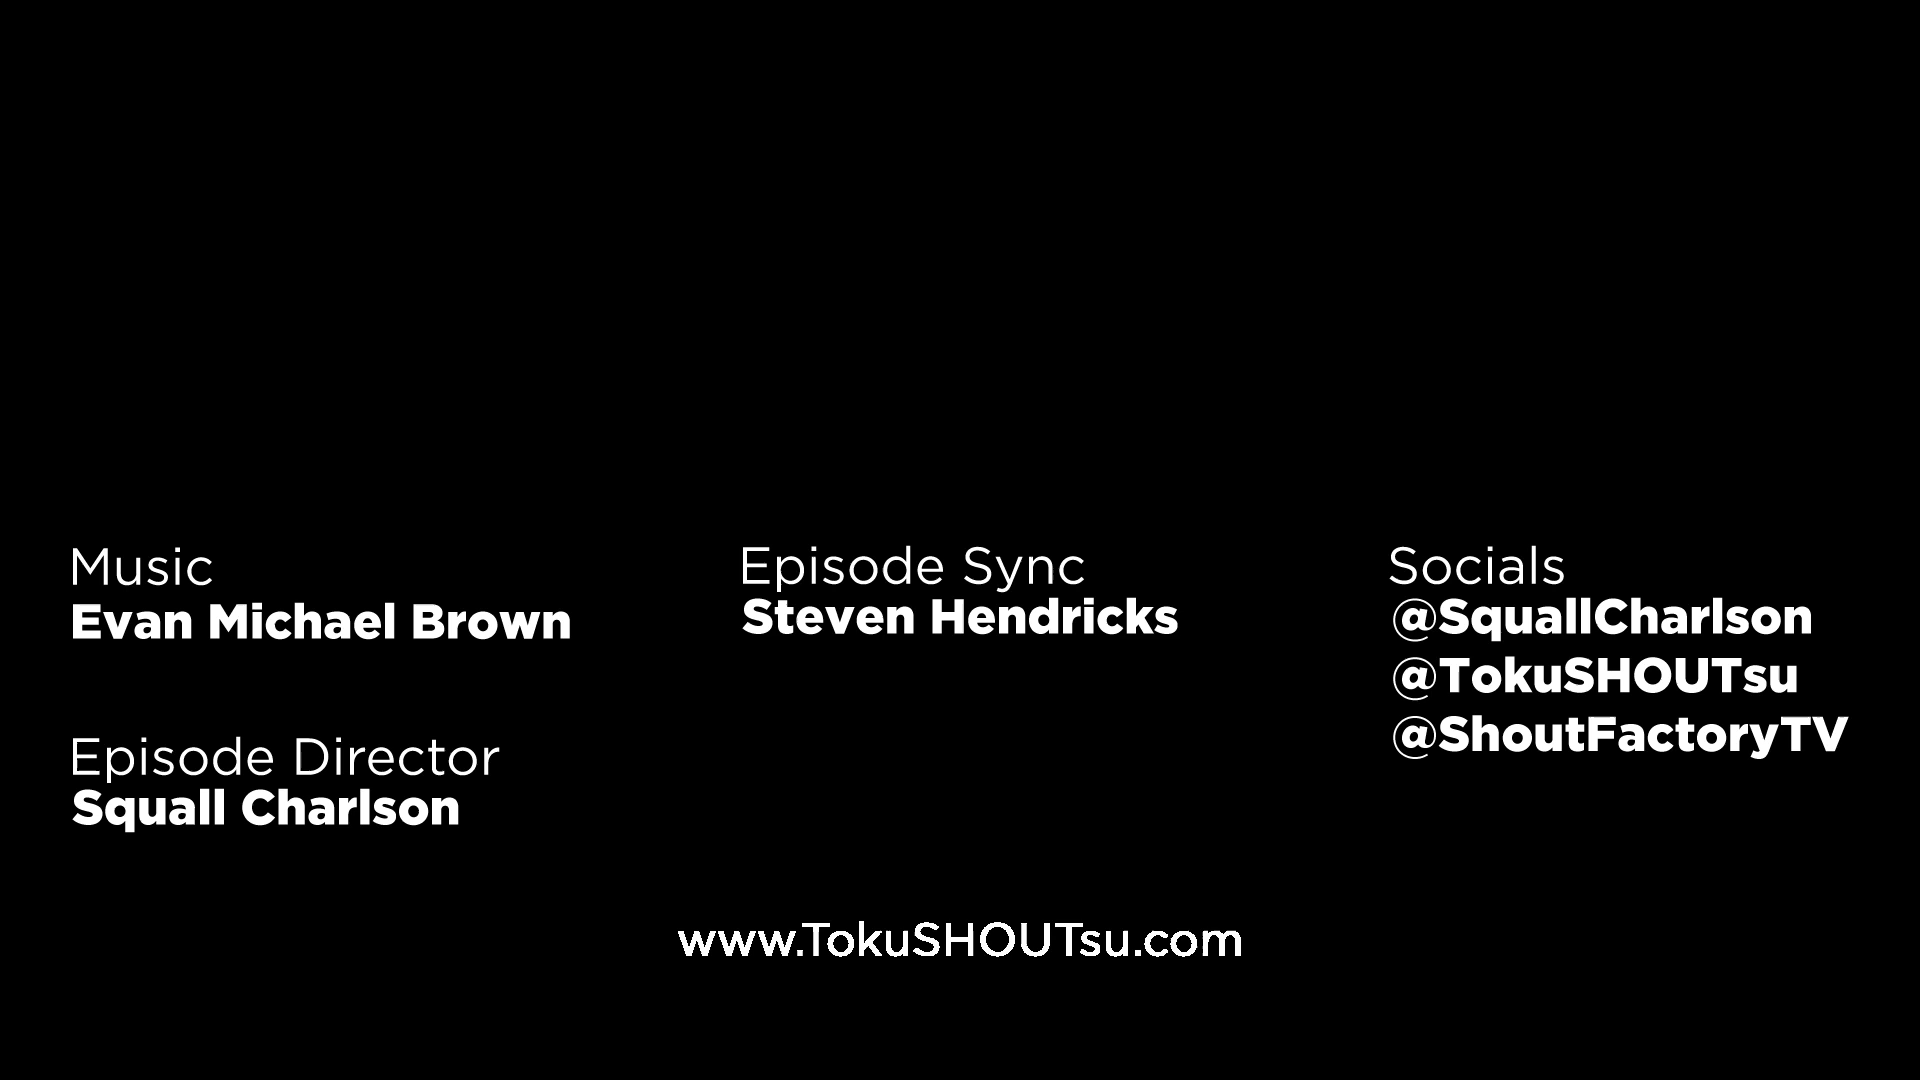 Music
Evan Michael Brown
Episode Director
Squall Charlson
Episode Sync
Steven Hendricks
Socials
@SquallCharlson
@TokuSHOUTsu
@ShoutFactoryTV
www.TokuSHOUTsu.com